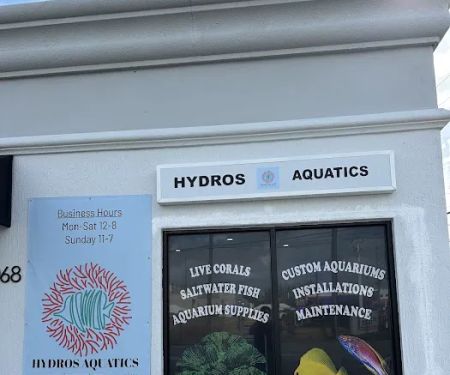 HYDROS AQUATICS
Business Hours
Mon-Sat 12-8
Sunday 11-7
68
HYDROS AQUATICS
LIVE CORALS
SALTWATER FISH
AQUARIUM SUPPLIES
CUSTOM AQUARIUMS
INSTALLATIONS
MAINTENANCE